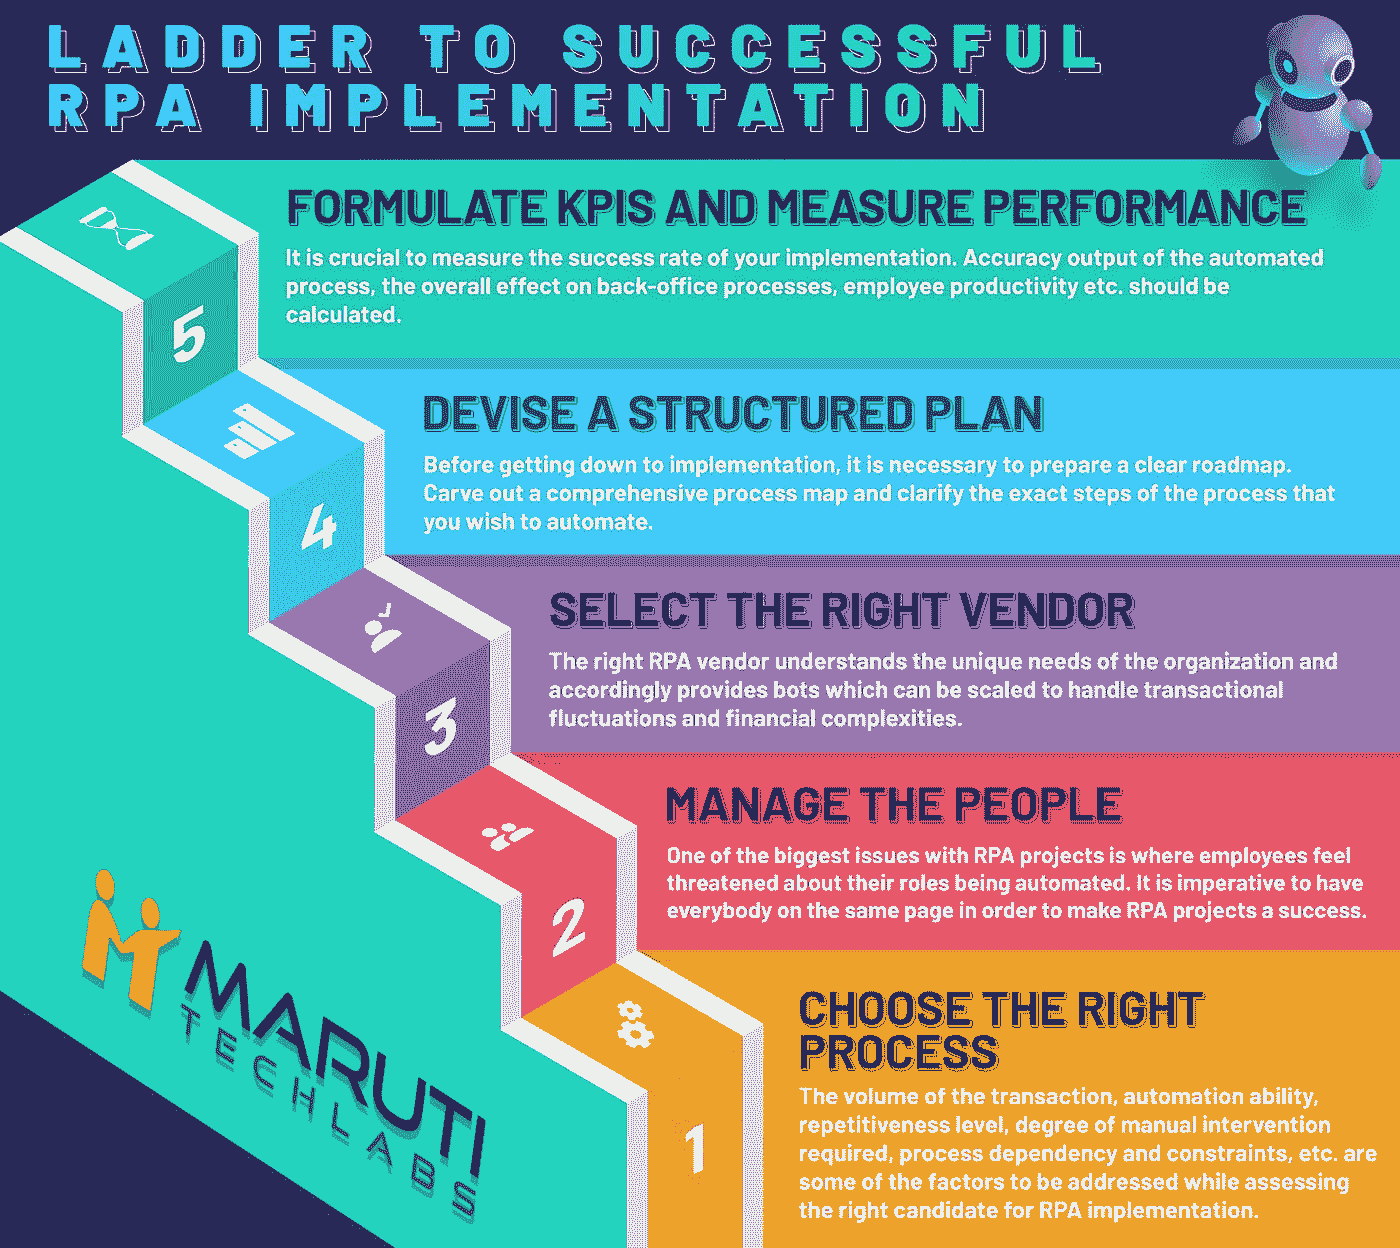 LADDER TO SUCCESSFUL
RPA IMPLEMENTATION
5
FORMULATE KPIS AND MEASURE PERFORMANCE
It is crucial to measure the success rate of your implementation. Accuracy output of the automated
process, the overall effect on back-office processes, employee productivity etc. should be
calculated.
4
DEVISE A STRUCTURED PLAN
Before getting down to implementation, it is necessary to prepare a clear roadmap.
Carve out a comprehensive process map and clarify the exact steps of the process that
you wish to automate.
3
SELECT THE RIGHT VENDOR
The right RPA vendor understands the unique needs of the organization and
accordingly provides bots which can be scaled to handle transactional
fluctuations and financial complexities.
2
MANAGE THE PEOPLE
One of the biggest issues with RPA projects is where employees feel
threatened about their roles being automated. It is imperative to have
everybody on the same page in order to make RPA projects a success.
1
CHOOSE THE RIGHT
PROCESS
The volume of the transaction, automation ability,
repetitiveness level, degree of manual intervention
required, process dependency and constraints, etc. are
some of the factors to be addressed while assessing
the right candidate for RPA implementation.
MARUTI
TECHLABS